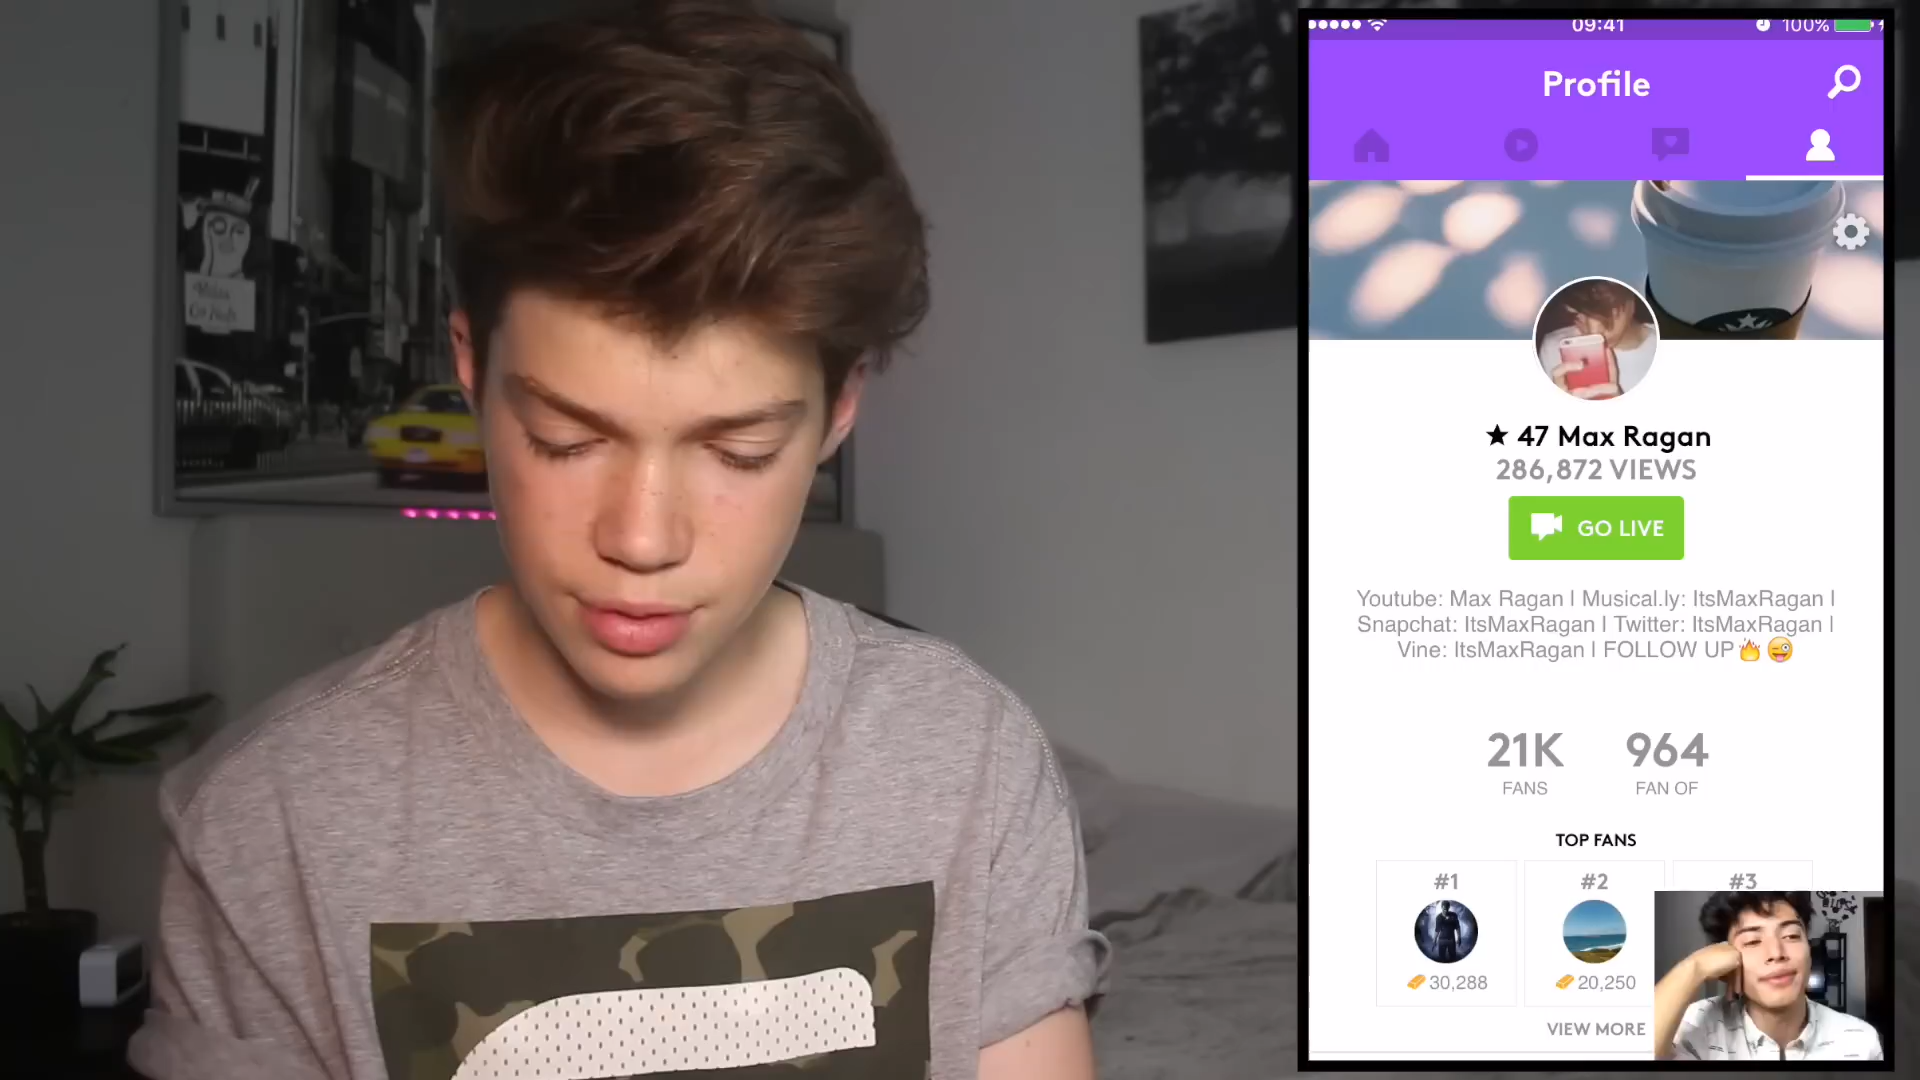 09:41
100%
Profile
★ 47 Max Ragan
286,872 VIEWS
GO LIVE
Youtube: Max Ragan | Musical.ly: ItsMaxRagan |
Snapchat: ItsMaxRagan | Twitter: ItsMaxRagan |
Vine: ItsMaxRagan | FOLLOW UP🔥😜
21K 964
FANS FAN OF
TOP FANS
#1 #2 #3
30,288 20,250
VIEW MORE